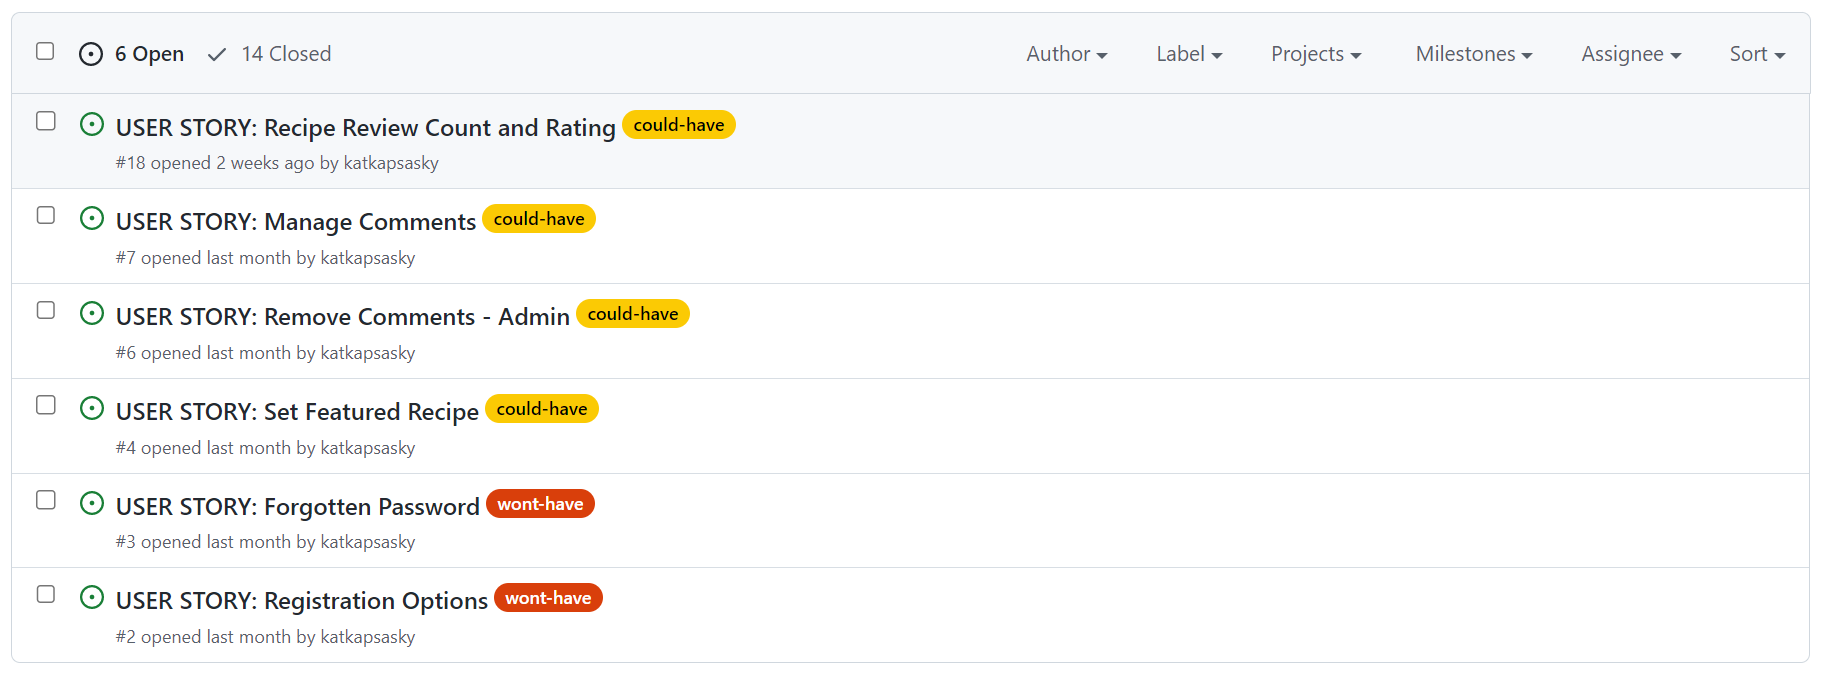 6 Open 14 Closed Author Label Projects Milestones Assignee Sort
USER STORY: Recipe Review Count and Rating could-have
#18 opened 2 weeks ago by katkapsasky
USER STORY: Manage Comments could-have
#7 opened last month by katkapsasky
USER STORY: Remove Comments - Admin could-have
#6 opened last month by katkapsasky
USER STORY: Set Featured Recipe could-have
#4 opened last month by katkapsasky
USER STORY: Forgotten Password wont-have
#3 opened last month by katkapsasky
USER STORY: Registration Options wont-have
#2 opened last month by katkapsasky